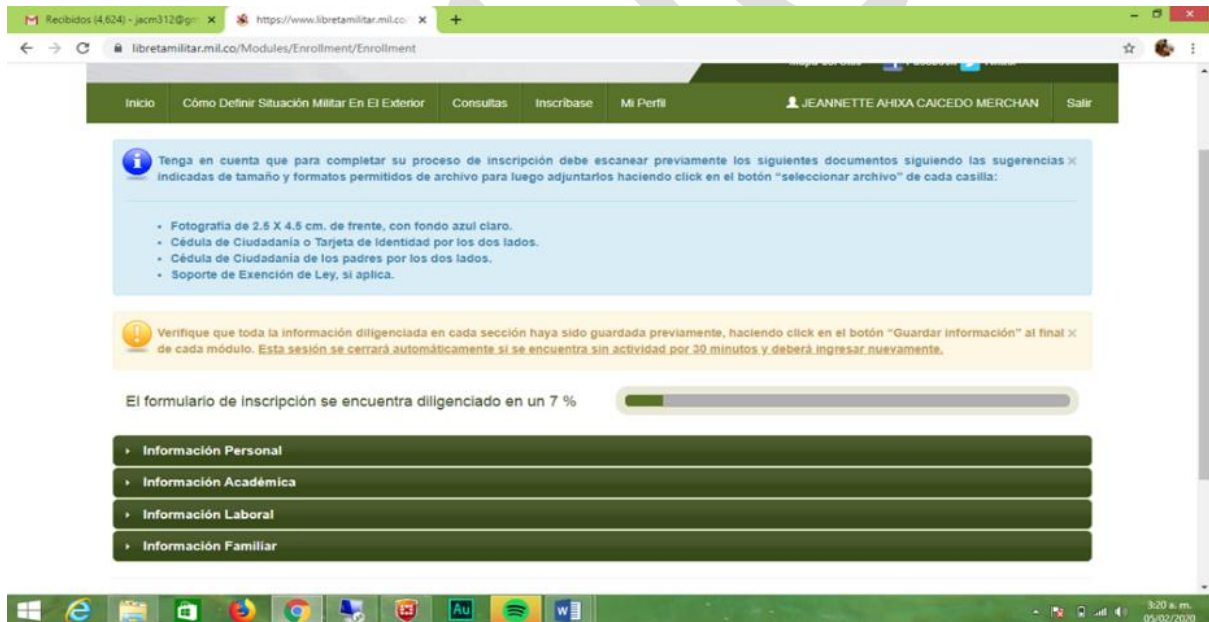 Recibidos (4,624) - jacm312@gm
https://www.libretamilitar.mil.co
libretamilitar.mil.co/Modules/Enrollment/Enrollment
Inicio Cómo Definir Situación Militar En El Exterior Consultas Inscríbase Mi Perfil JEANNETTE AHIXA CAICEDO MERCHAN Salir
Tenga en cuenta que para completar su proceso de inscripción debe escanear previamente los siguientes documentos siguiendo las sugerencias
indicadas de tamaño y formatos permitidos de archivo para luego adjuntarlos haciendo click en el botón "seleccionar archivo" de cada casilla:
Fotografía de 2.5 X 4.5 cm. de frente, con fondo azul claro.
Cédula de Ciudadanía o Tarjeta de Identidad por los dos lados.
Cédula de Ciudadanía de los padres por los dos lados.
Soporte de Exención de Ley, si aplica.
Verifique que toda la información diligenciada en cada sección haya sido guardada previamente, haciendo click en el botón "Guardar información" al final
de cada módulo. Esta sesión se cerrará automáticamente si se encuentra sin actividad por 30 minutos y deberá ingresar nuevamente.
El formulario de inscripción se encuentra diligenciado en un 7 %
Información Personal
Información Académica
Información Laboral
Información Familiar
Au
3:20 a. m.
05/02/2020